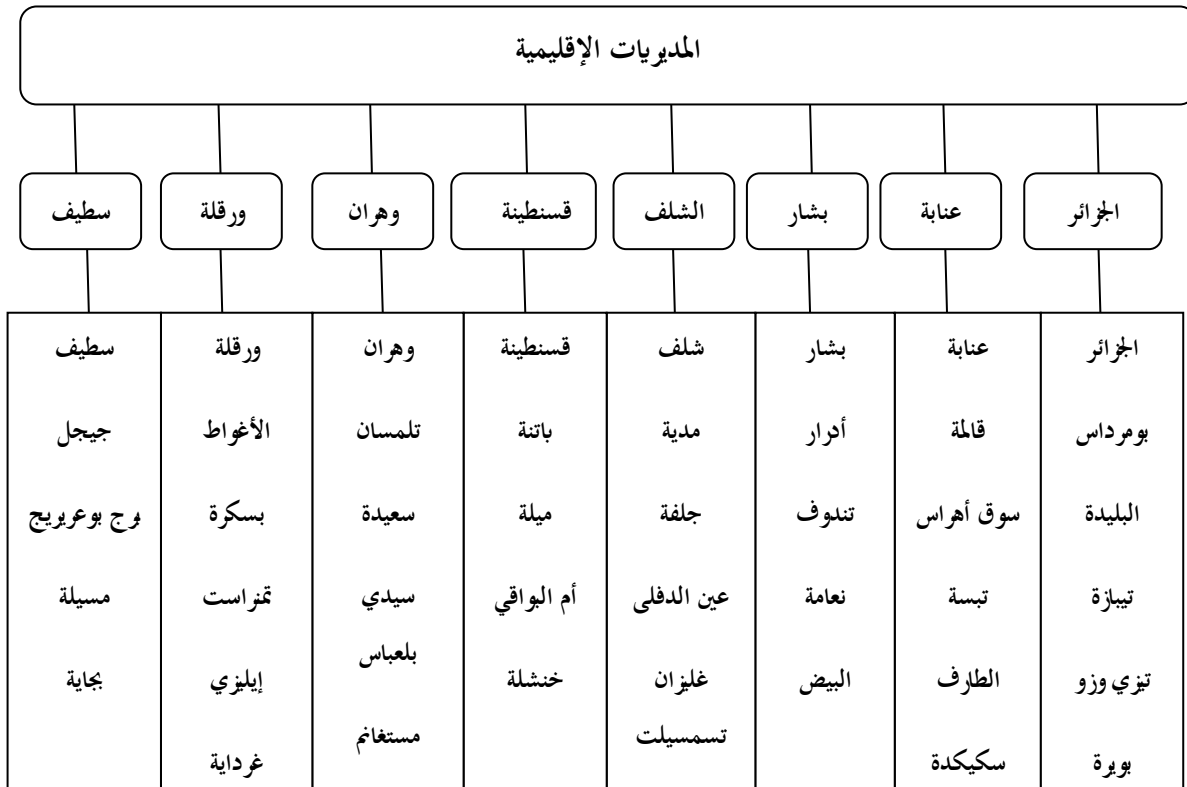 المديريات الإقليمية
الجزائر
عنابة
بشار
الشلف
قسنطينة
وهران
ورقلة
سطيف
الجزائر
بومرداس
البليدة
تيبازة
تيزي وزو
بويرة
عنابة
قالمة
سوق أهراس
تبسة
الطارف
سكيكدة
بشار
أدرار
تندوف
نعامة
البيض
شلف
مدية
جلفة
عين الدفلى
غليزان
تسمسيلت
قسنطينة
باتنة
ميلة
أم البواقي
خنشلة
وهران
تلمسان
سعيدة
سيدي
بلعباس
مستغانم
ورقلة
الأغواط
بسكرة
تمنراست
إيليزي
غرداية
سطيف
جيجل
برج بوعريريج
مسيلة
بجاية